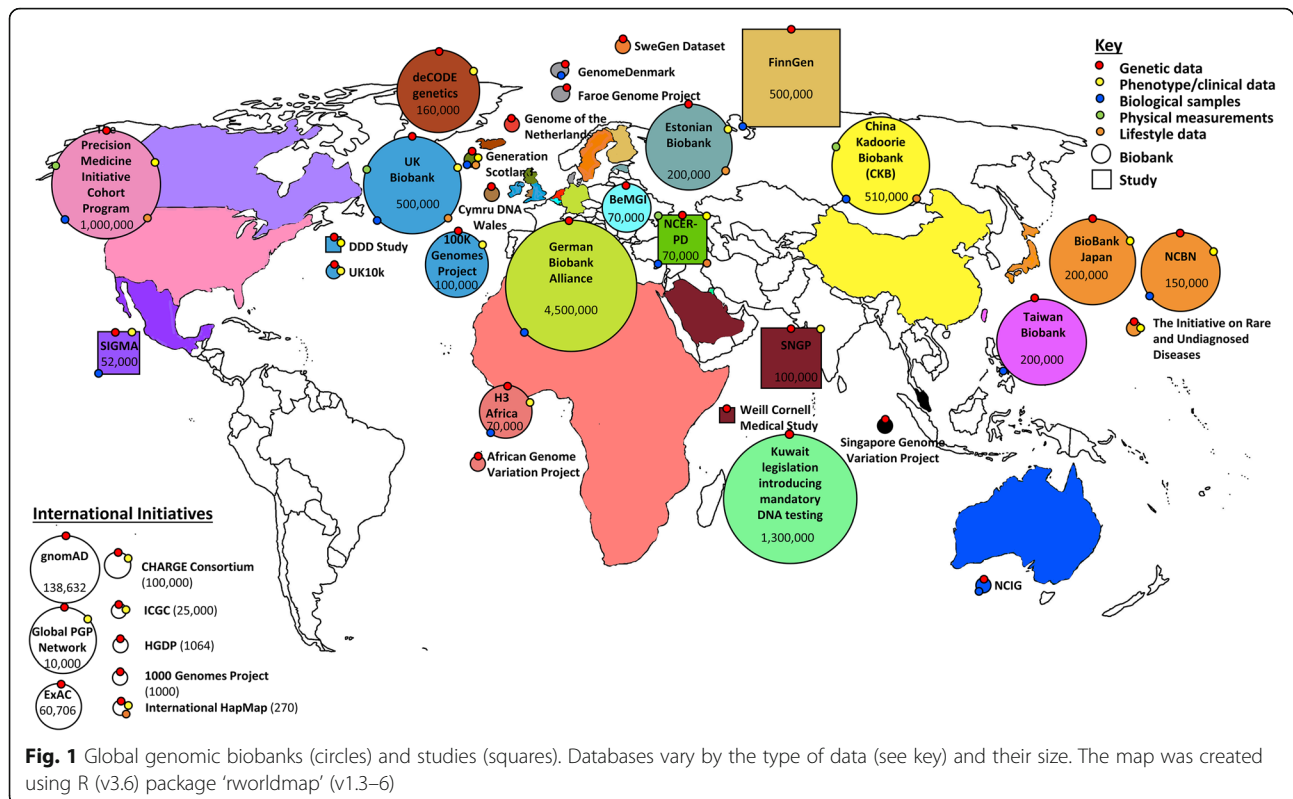 SweGen Dataset
GenomeDenmark
Faroe Genome Project
FinnGen
500,000
Key
Genetic data
Phenotype/clinical data
Biological samples
Physical measurements
Lifestyle data
Biobank
Study
deCODE
genetics
160,000
Genome of the
Netherlands
Estonian
Biobank
200,000
China
Kadoorie
Biobank
(CKB)
510,000
The
Precision
Medicine
Initiative
Cohort
Program
1,000,000
UK
Biobank
500,000
Generation
Scotland
Cymru DNA
Wales
BeMGI
70,000
NCER-
PD
70,000
DDD Study
UK10k
100K
Genomes
Project
100,000
German
Biobank
Alliance
4,500,000
BioBank
Japan
200,000
NCBN
150,000
Taiwan
Biobank
200,000
The Initiative on Rare
and Undiagnosed
Diseases
SIGMA
52,000
SNGP
100,000
H3
Africa
70,000
Weill Cornell
Medical Study
Singapore Genome
Variation Project
African Genome
Variation Project
Kuwait
legislation
introducing
mandatory
DNA testing
1,300,000
NCIG
International Initiatives
gnomAD
138,632
CHARGE Consortium
(100,000)
ICGC (25,000)
Global PGP
Network
10,000
HGDP (1064)
1000 Genomes Project
(1000)
ExAC
60,706
International HapMap (270)
Fig. 1 Global genomic biobanks (circles) and studies (squares). Databases vary by the type of data (see key) and their size. The map was created
using R (v3.6) package ‘rworldmap’ (v1.3–6)